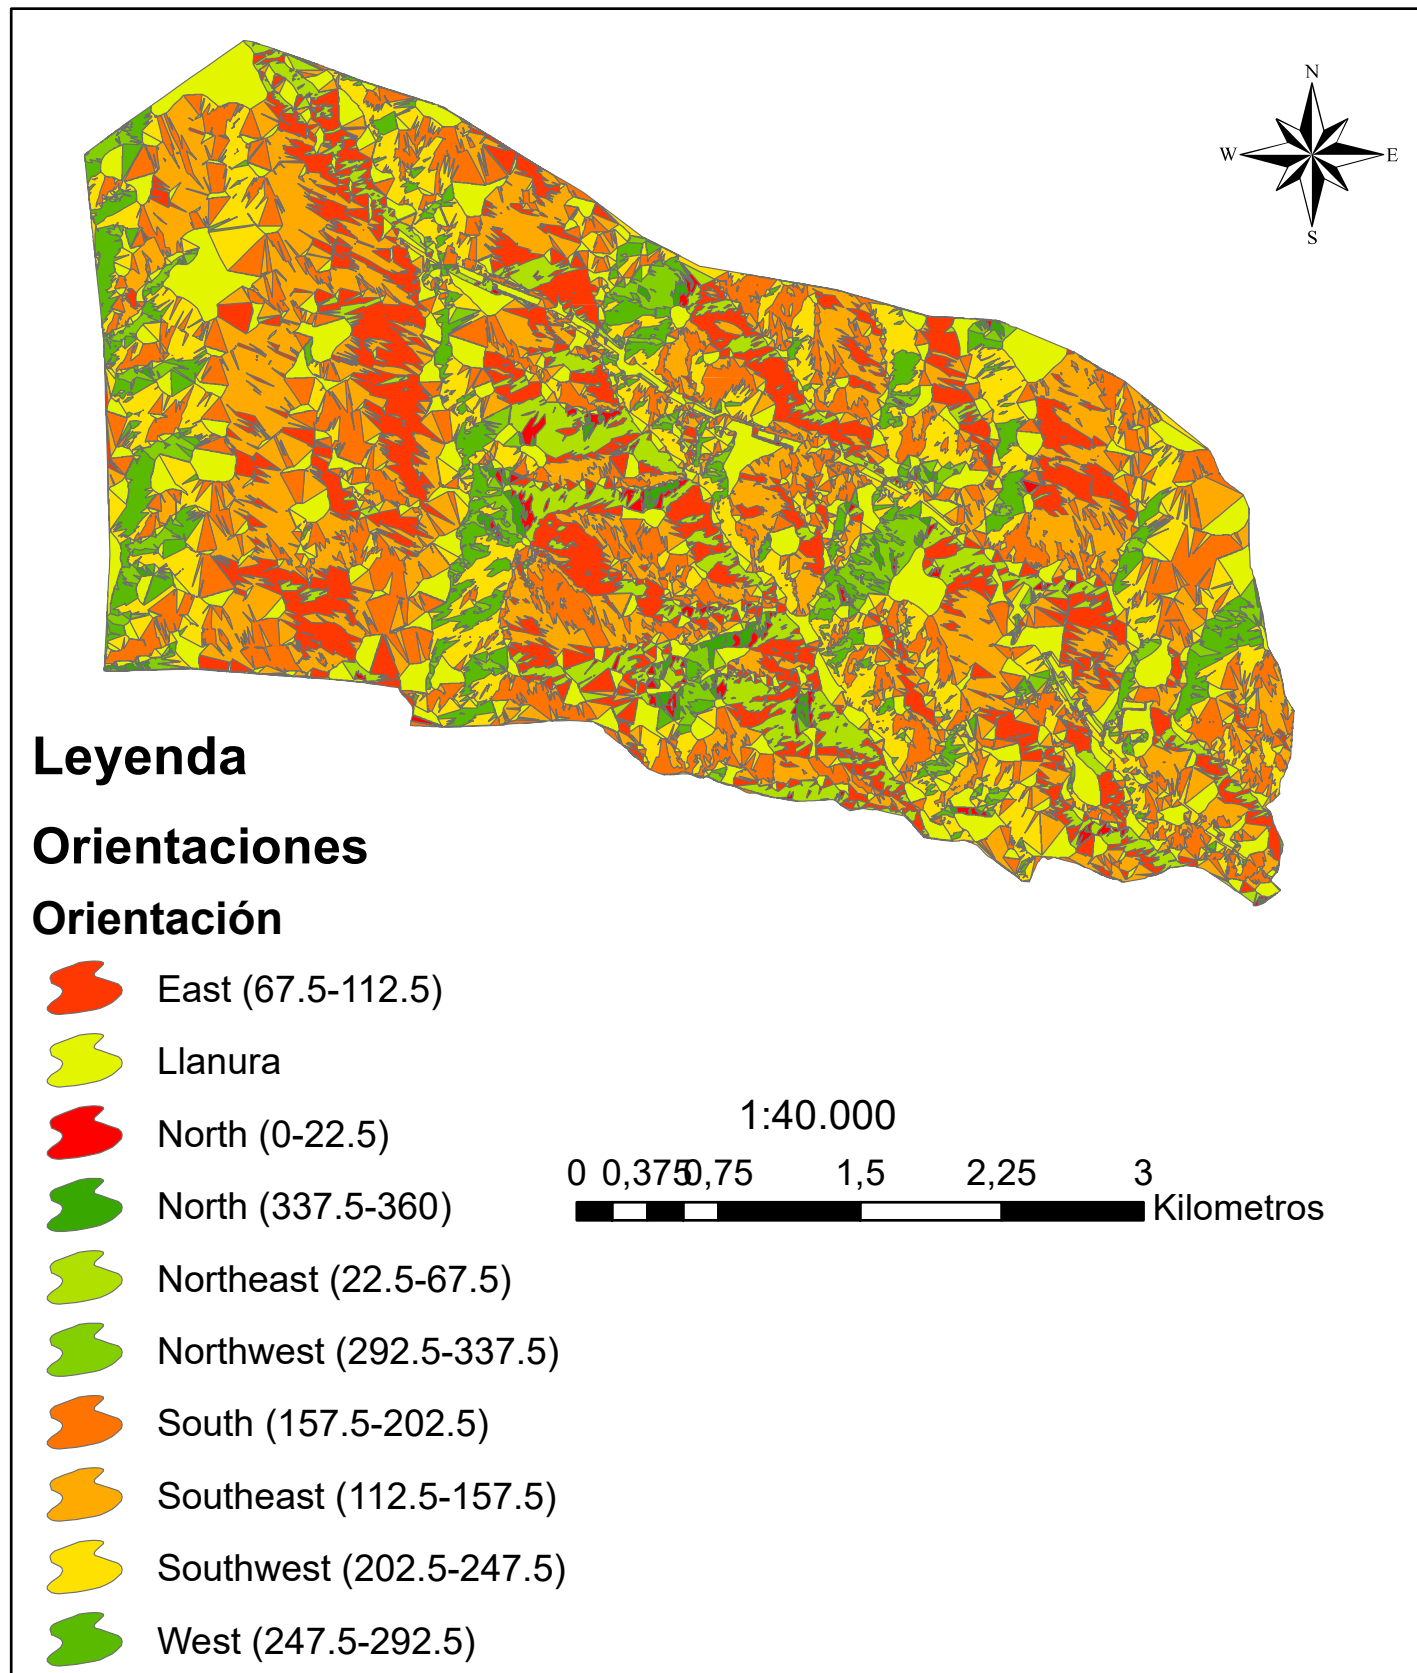 N
W
E
S
Leyenda
Orientaciones
Orientación
East (67.5-112.5)
Llanura
North (0-22.5)
North (337.5-360)
Northeast (22.5-67.5)
Northwest (292.5-337.5)
South (157.5-202.5)
Southeast (112.5-157.5)
Southwest (202.5-247.5)
West (247.5-292.5)
1:40.000
0 0,375 0,75 1,5 2,25 3
Kilometros